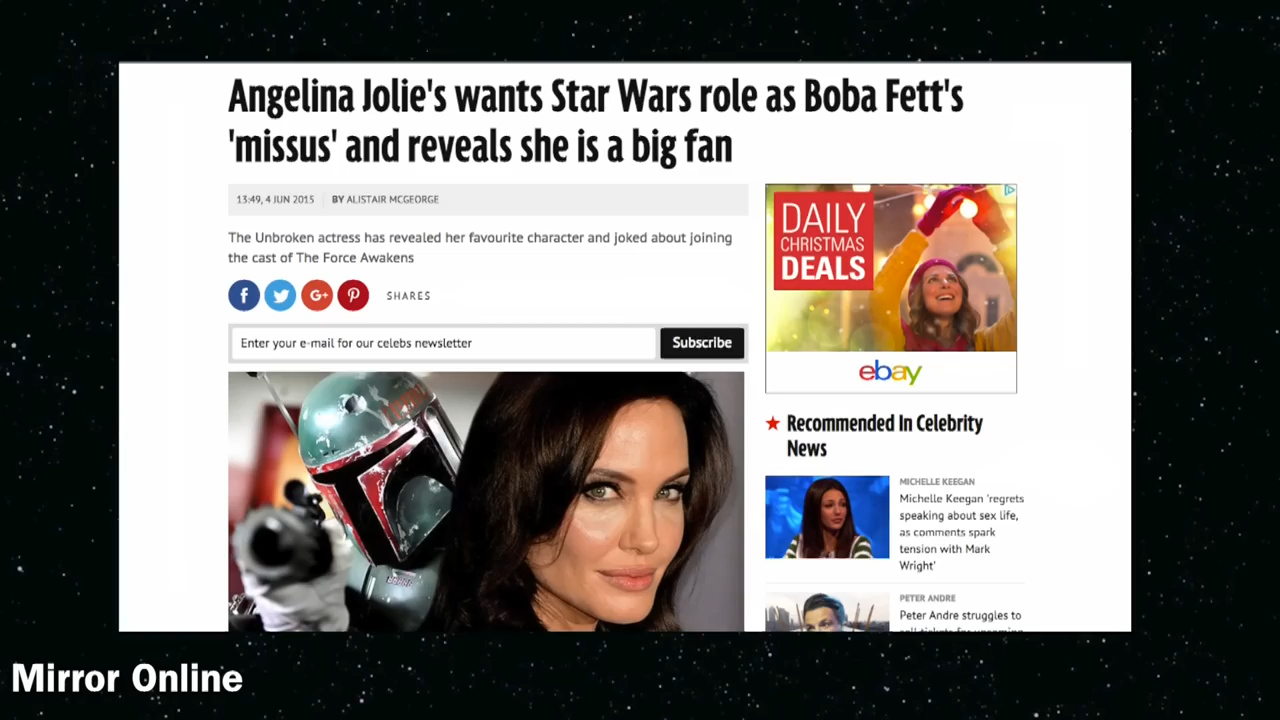 Angelina Jolie's wants Star Wars role as Boba Fett's
'missus' and reveals she is a big fan
13:49, 4 JUN 2015 BY ALISTAIR MCGEORGE
The Unbroken actress has revealed her favourite character and joked about joining
the cast of The Force Awakens
SHARES
Enter your e-mail for our celebs newsletter
Subscribe
DAILY
CHRISTMAS
DEALS
ebay
Recommended In Celebrity
News
MICHELLE KEEGAN
Michelle Keegan 'regrets
speaking about sex life,
as comments spark
tension with Mark
Wright'
PETER ANDRE
Peter Andre struggles to
Mirror Online